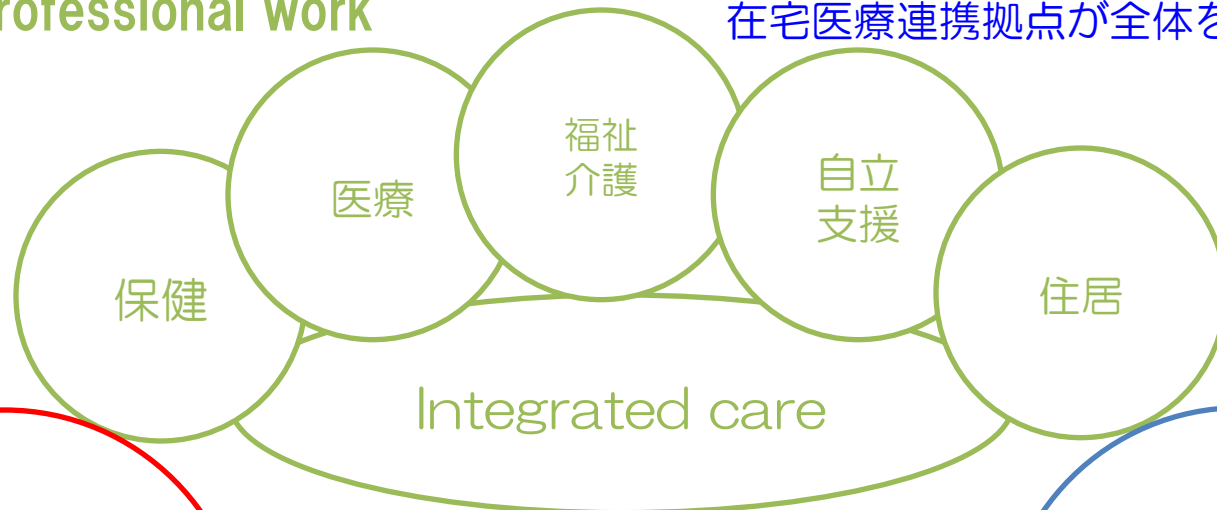 rofessional work
在宅医療連携拠点が全体を
福祉
介護
医療
自立
支援
保健
住居
Integrated care